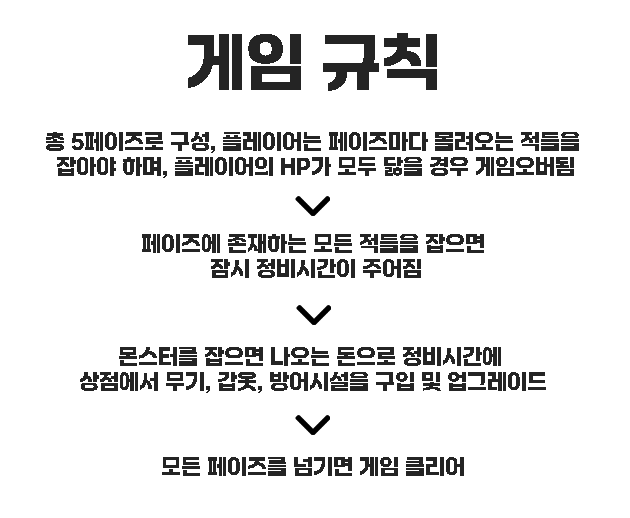 게임 규칙
총 5페이즈로 구성, 플레이어는 페이즈마다 몰려오는 적들을
잡아야 하며, 플레이어의 HP가 모두 닳을 경우 게임오버됨
페이즈에 존재하는 모든 적들을 잡으면
잠시 정비시간이 주어짐
몬스터를 잡으면 나오는 돈으로 정비시간에
상점에서 무기, 갑옷, 방어시설을 구입 및 업그레이드
모든 페이즈를 넘기면 게임 클리어